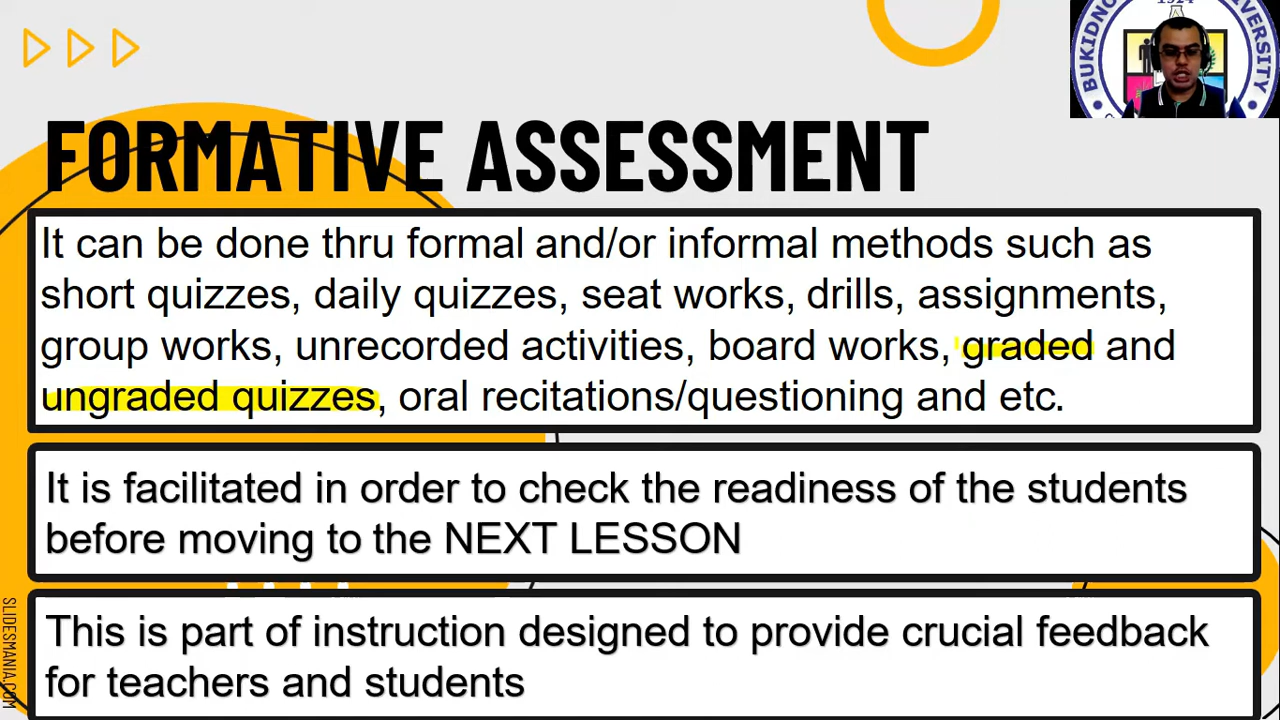 1924
BUKIDNON UNIVERSITY
FORMATIVE ASSESSMENT
It can be done thru formal and/or informal methods such as
short quizzes, daily quizzes, seat works, drills, assignments,
group works, unrecorded activities, board works, graded and
ungraded quizzes, oral recitations/questioning and etc.
It is facilitated in order to check the readiness of the students
before moving to the NEXT LESSON
This is part of instruction designed to provide crucial feedback
for teachers and students
SLIDESMANIA.COM